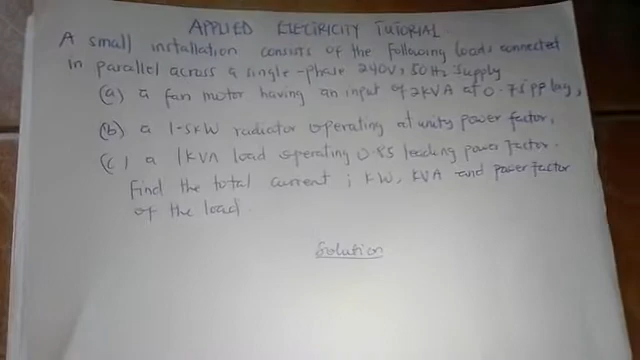 APPLIED ELECTRICITY TUTORIAL
A small installation consists of the following loads connected
in parallel across a single-phase 240V, 50Hz supply
(a) a fan motor having an input of 2kVA at 0.75 pp lag,
(b) a 1-5kW radiator operating at unity power factor,
(c) a 1kVA load operating 0.85 leading power factor.
Find the total current ; kW, kVA and power factor
of the load.
Solution